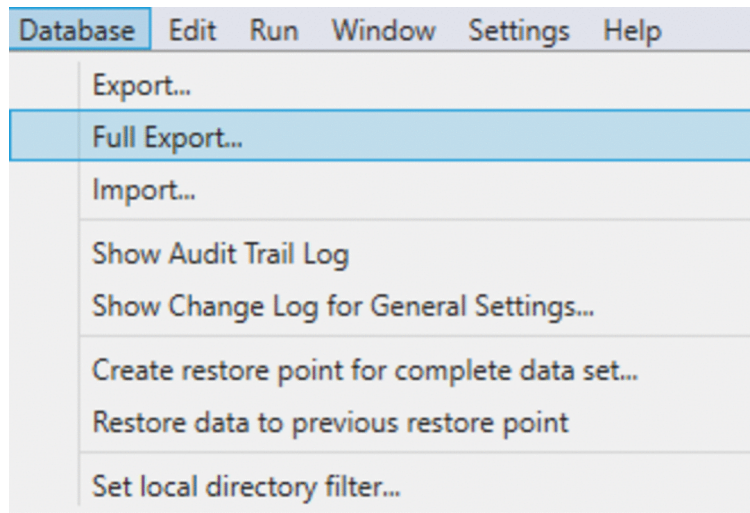 Database Edit Run Window Settings Help
Export...
Full Export...
Import...
Show Audit Trail Log
Show Change Log for General Settings...
Create restore point for complete data set...
Restore data to previous restore point
Set local directory filter...